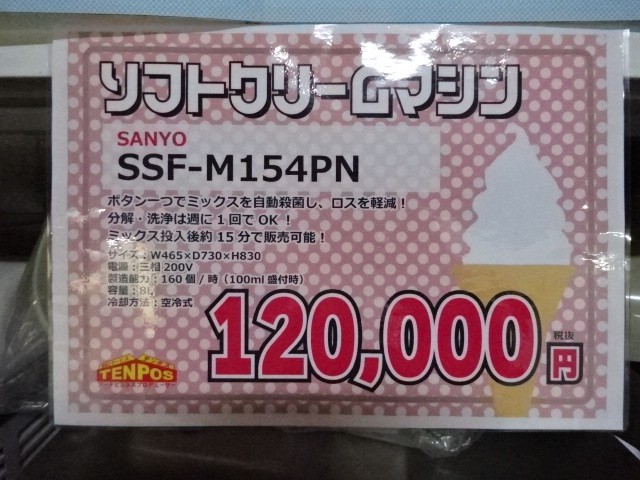 ソフトクリームマシン
SANYO
SSF-M154PN
ボタン一つでミックスを自動殺菌し、ロスを軽減！
分解・洗浄は週に1回でOK！
ミックス投入後約15分で販売可能！
サイズ：W465×D730×H830
電源：三相200V
製造能力：160個/時（100ml盛付時）
容量：8L
冷却方法：空冷式
120,000
税抜
円
TENPOS